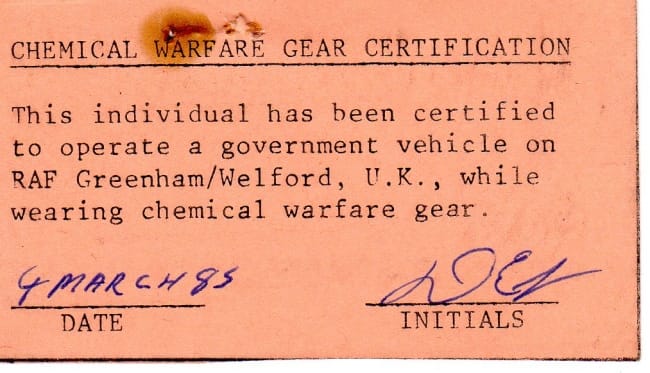 CHEMICAL WARFARE GEAR CERTIFICATION
This individual has been certified
to operate a government vehicle on
RAF Greenham/Welford, U.K., while
wearing chemical warfare gear.
4 MARCH 85
DATE
INITIALS